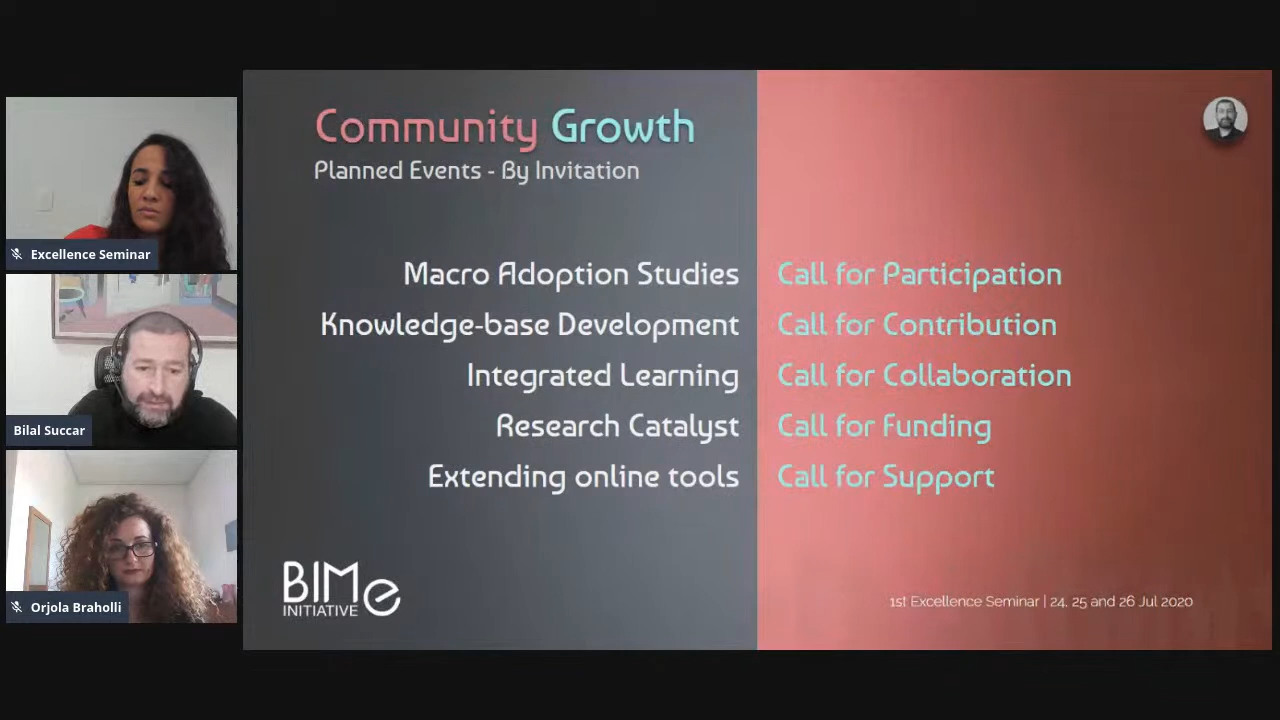 Excellence Seminar
Bilal Succar
Orjola Braholli
Community Growth
Planned Events - By Invitation
Macro Adoption Studies Call for Participation
Knowledge-base Development Call for Contribution
Integrated Learning Call for Collaboration
Research Catalyst Call for Funding
Extending online tools Call for Support
BIMe
INITIATIVE
1st Excellence Seminar | 24, 25 and 26 Jul 2020